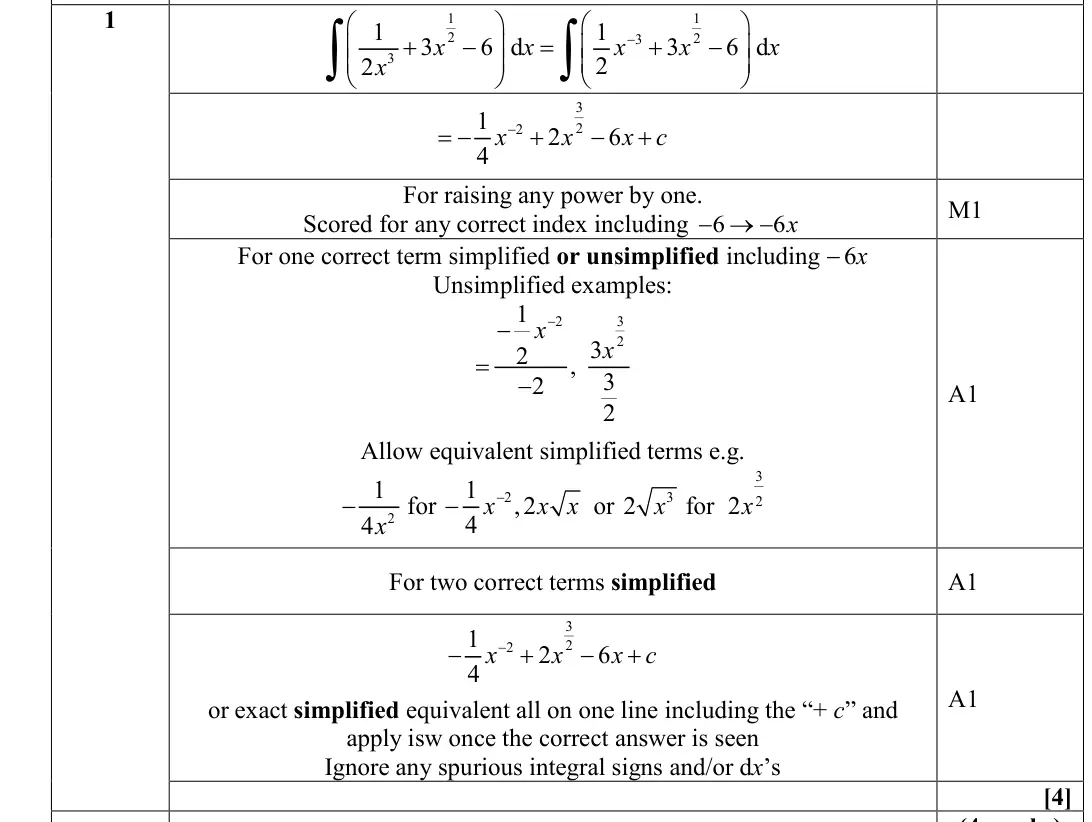 1
∫(1/(2x³) + 3x^(1/2) − 6) dx = ∫((1/2)x⁻³ + 3x^(1/2) − 6) dx
= −(1/4)x⁻² + 2x^(3/2) − 6x + c
For raising any power by one.
Scored for any correct index including −6 → −6x
M1
For one correct term simplified or unsimplified including − 6x
Unsimplified examples:
= (−(1/2)x⁻²)/(−2), (3x^(3/2))/(3/2)
A1
Allow equivalent simplified terms e.g.
−1/(4x²) for −(1/4)x⁻², 2x√x or 2√(x³) for 2x^(3/2)
For two correct terms simplified
A1
−(1/4)x⁻² + 2x^(3/2) − 6x + c
or exact simplified equivalent all on one line including the “+ c” and
apply isw once the correct answer is seen
Ignore any spurious integral signs and/or dx’s
A1
[4]